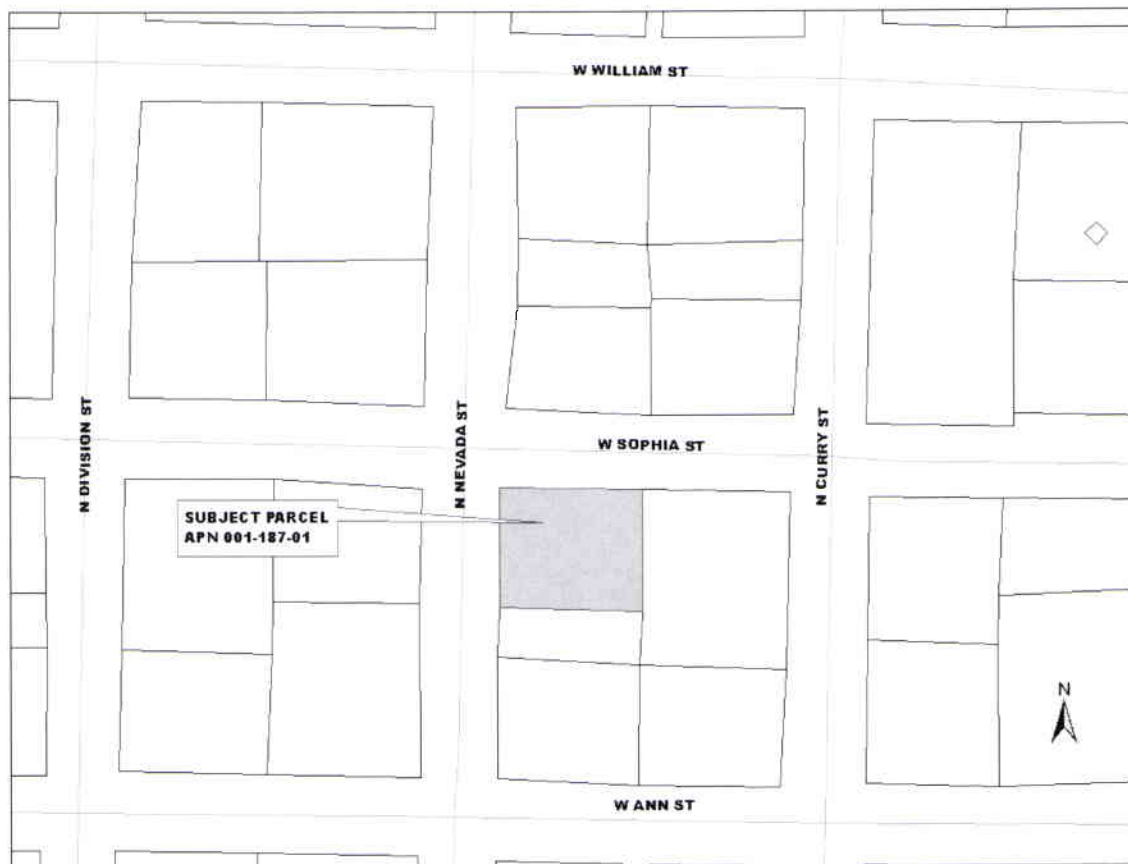 W WILLIAM ST
N DIVISION ST
N NEVADA ST
W SOPHIA ST
N CURRY ST
SUBJECT PARCEL
APN 001-187-01
N
W ANN ST